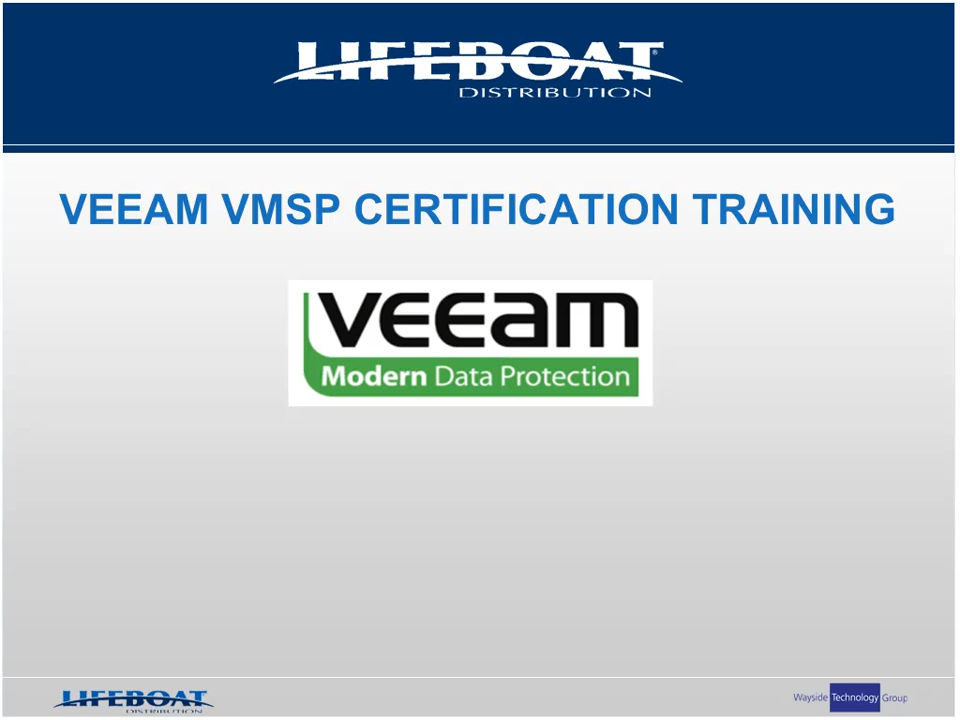 LIFEBOAT®
DISTRIBUTION
VEEAM VMSP CERTIFICATION TRAINING
veeam
Modern Data Protection
LIFEBOAT
DISTRIBUTION
Wayside Technology Group